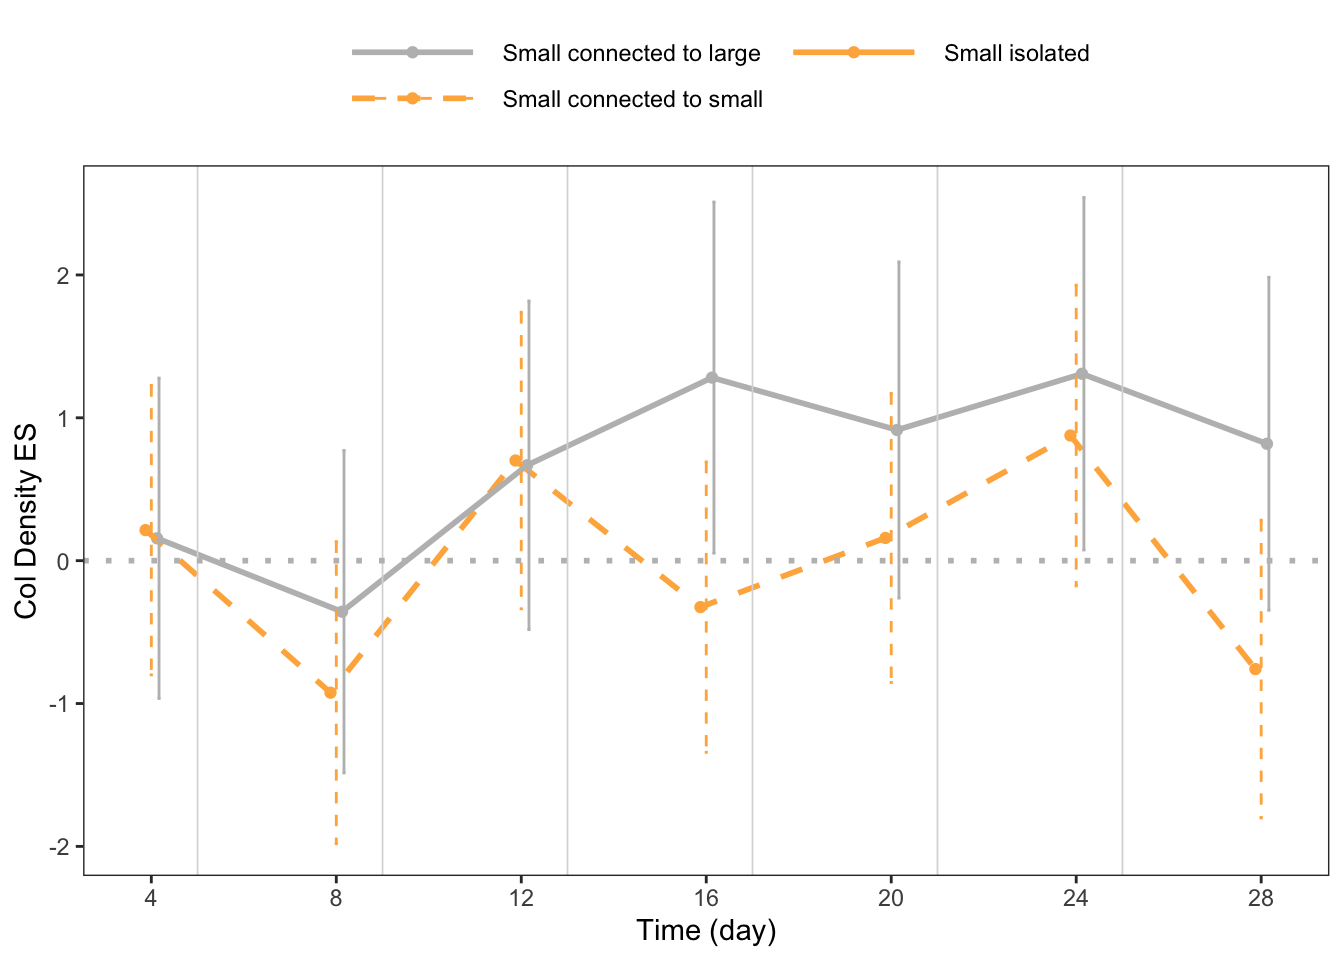 Small connected to large
Small isolated
Small connected to small
Col Density ES
2
1
0
-1
-2
4
8
12
16
20
24
28
Time (day)